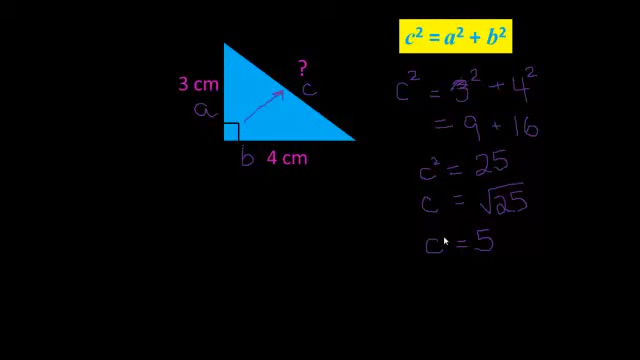 c² = a² + b²
?
3 cm
c
a
b 4 cm
c² = 3² + 4²
= 9 + 16
c² = 25
c = √25
c = 5